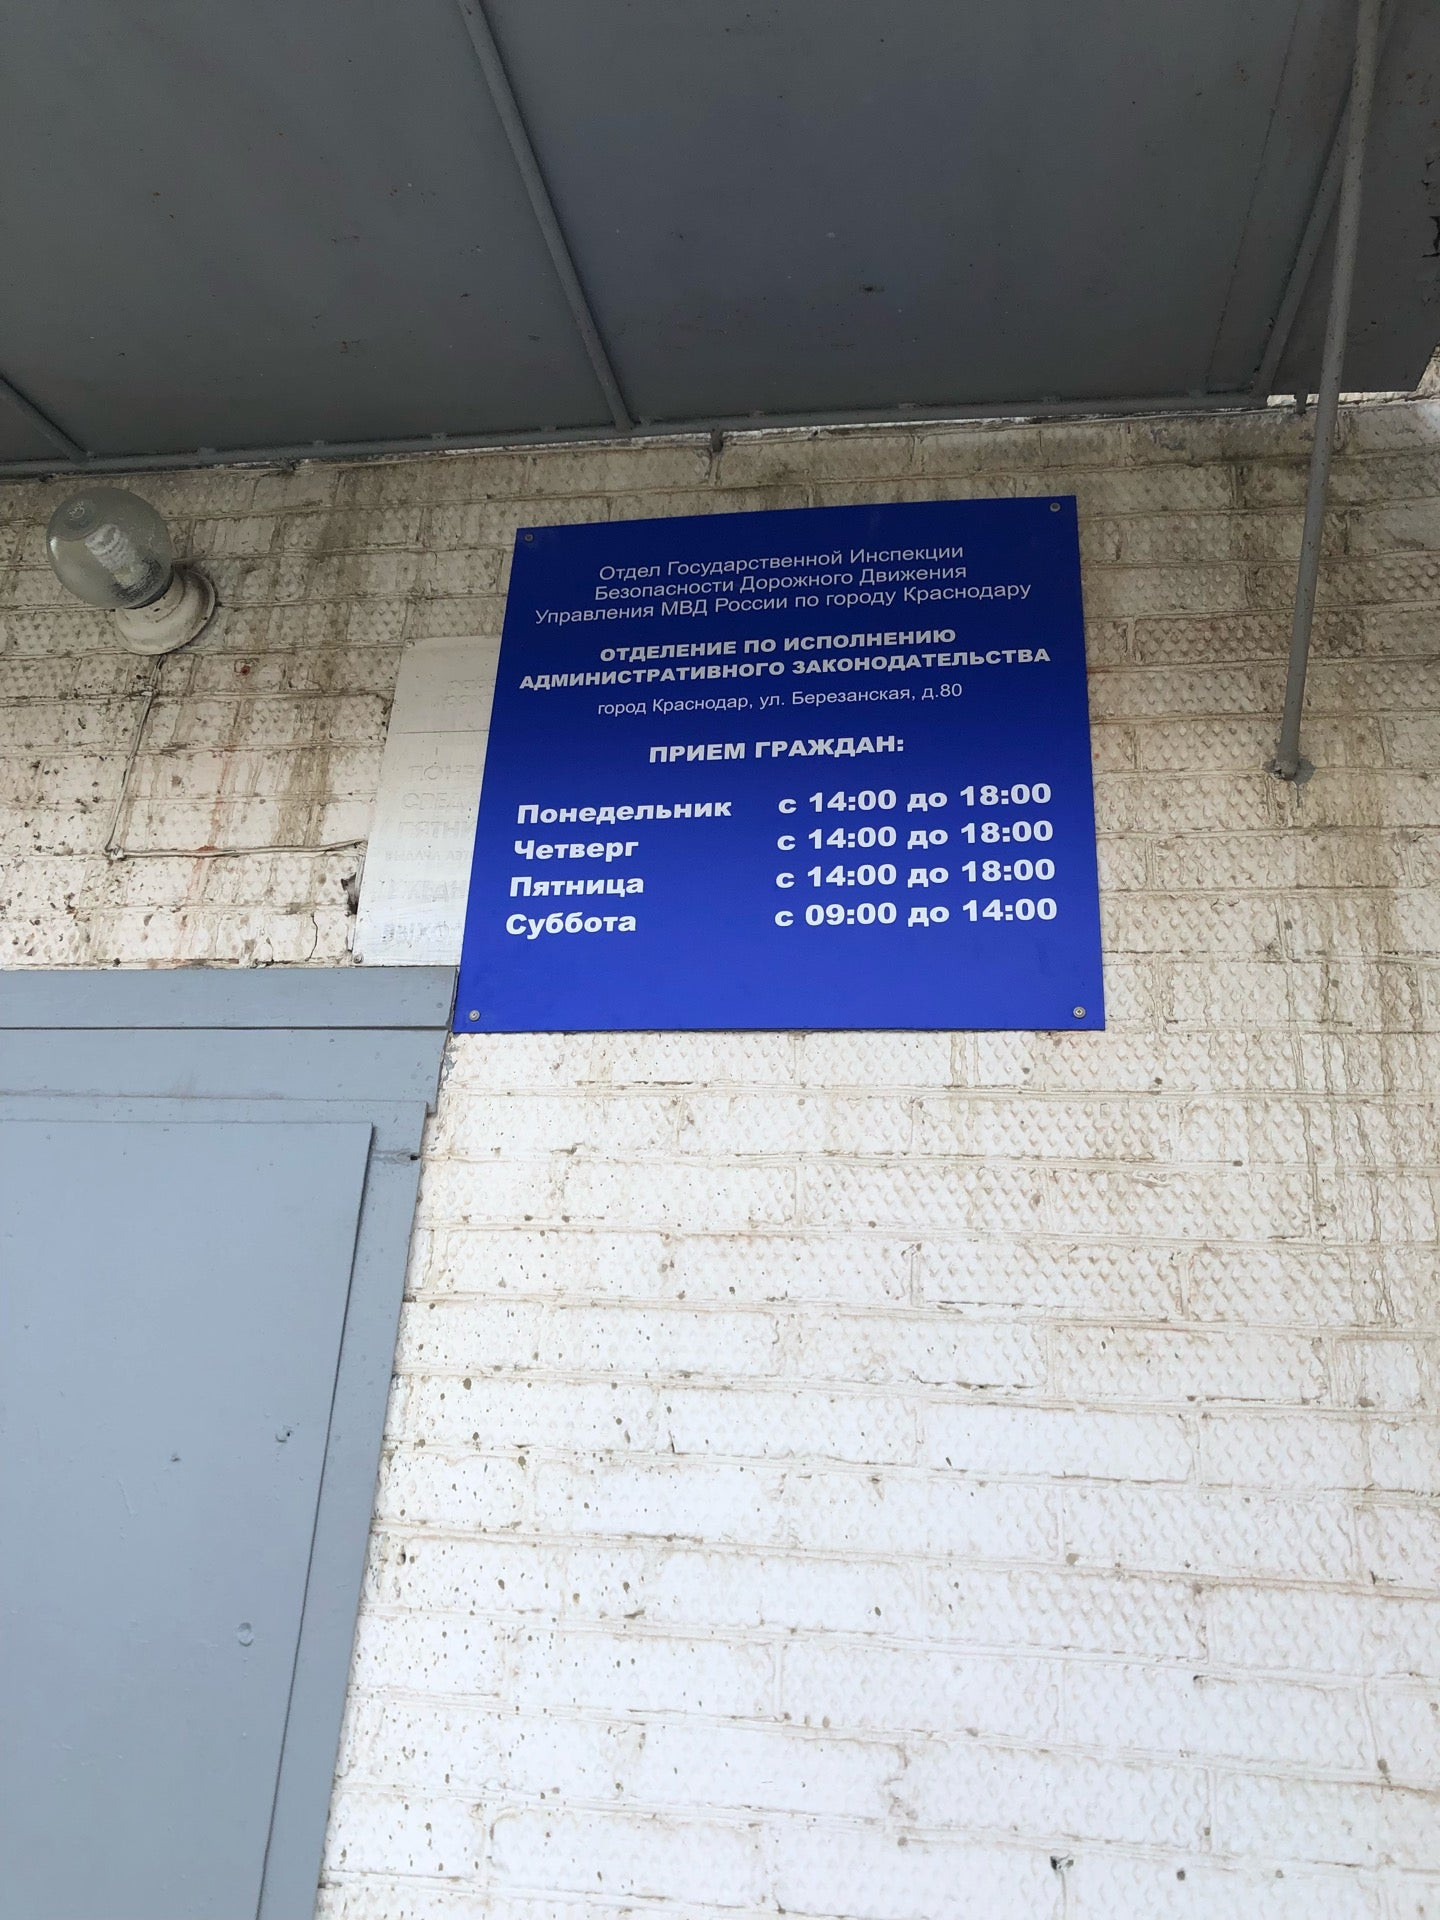 Отдел Государственной Инспекции
Безопасности Дорожного Движения
Управления МВД России по городу Краснодару
ОТДЕЛЕНИЕ ПО ИСПОЛНЕНИЮ
АДМИНИСТРАТИВНОГО ЗАКОНОДАТЕЛЬСТВА
город Краснодар, ул. Березанская, д.80
ПРИЕМ ГРАЖДАН:
Понедельник с 14:00 до 18:00
Четверг с 14:00 до 18:00
Пятница с 14:00 до 18:00
Суббота с 09:00 до 14:00